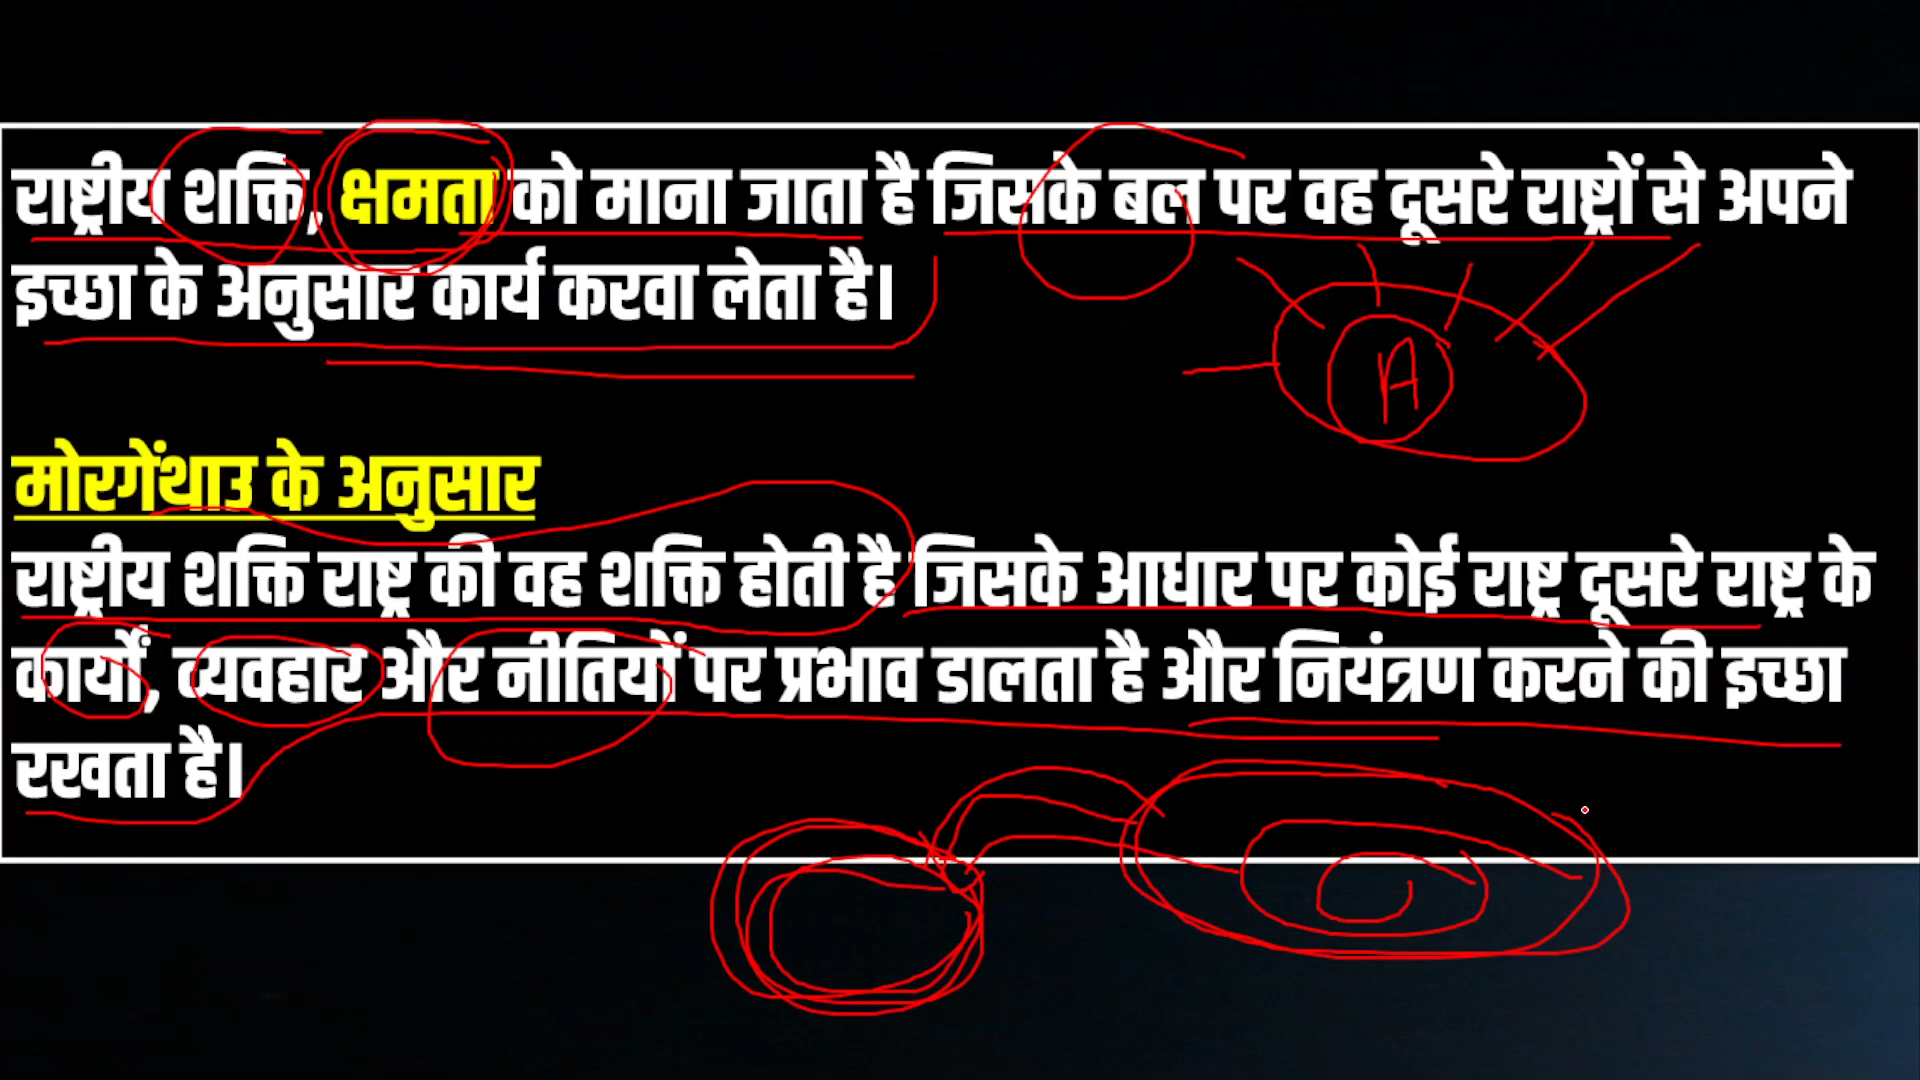 राष्ट्रीय शक्ति, क्षमता को माना जाता है जिसके बल पर वह दूसरे राष्ट्रों से अपने
इच्छा के अनुसार कार्य करवा लेता है।
A
मोरगेंथाउ के अनुसार
राष्ट्रीय शक्ति राष्ट्र की वह शक्ति होती है जिसके आधार पर कोई राष्ट्र दूसरे राष्ट्र के
कार्यों, व्यवहार और नीतियों पर प्रभाव डालता है और नियंत्रण करने की इच्छा
रखता है।